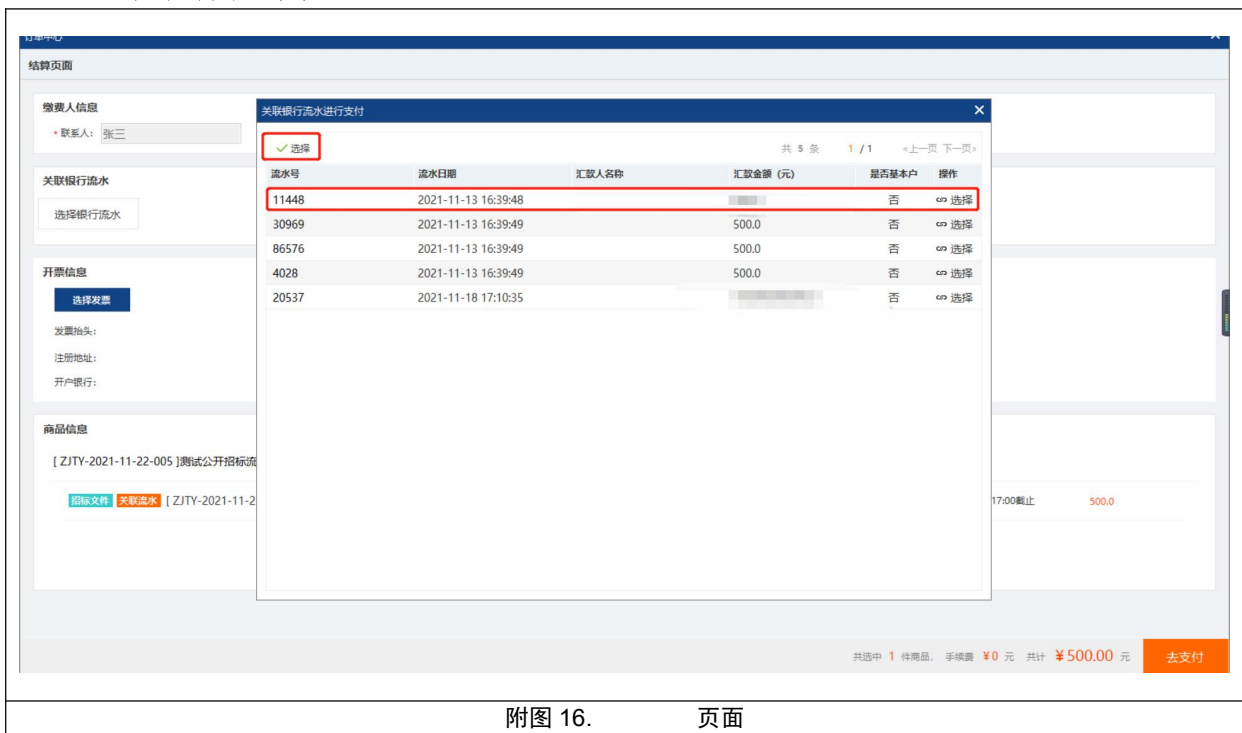 订单中心
结算页面
缴费人信息
* 联系人： 张三
关联银行流水
选择银行流水
开票信息
选择发票
发票抬头：
注册地址：
开户银行：
商品信息
[ ZJTY-2021-11-22-005 ]测试公开招标流
招标文件 关联流水 [ ZJTY-2021-11-2
17:00截止 500.0
关联银行流水进行支付
选择 共 5 条 1 / 1 «上一页 下一页»
流水号 流水日期 汇款人名称 汇款金额（元） 是否基本户 操作
11448 2021-11-13 16:39:48 否 选择
30969 2021-11-13 16:39:49 500.0 否 选择
86576 2021-11-13 16:39:49 500.0 否 选择
4028 2021-11-13 16:39:49 500.0 否 选择
20537 2021-11-18 17:10:35 否 选择
共选中 1 件商品, 手续费 ¥0 元 共计 ¥500.00 元 去支付
附图 16. 页面